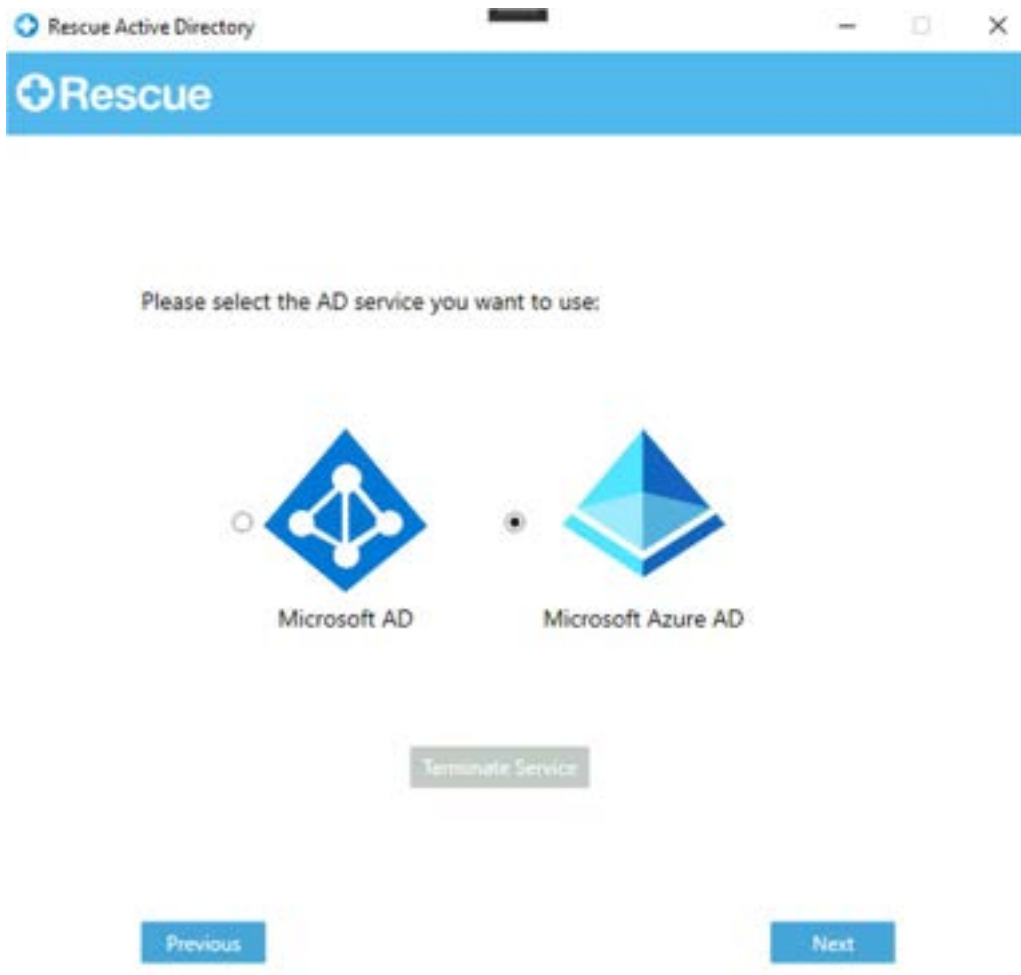 Rescue Active Directory
Rescue
Please select the AD service you want to use:
Microsoft AD
Microsoft Azure AD
Terminate Service
Previous
Next